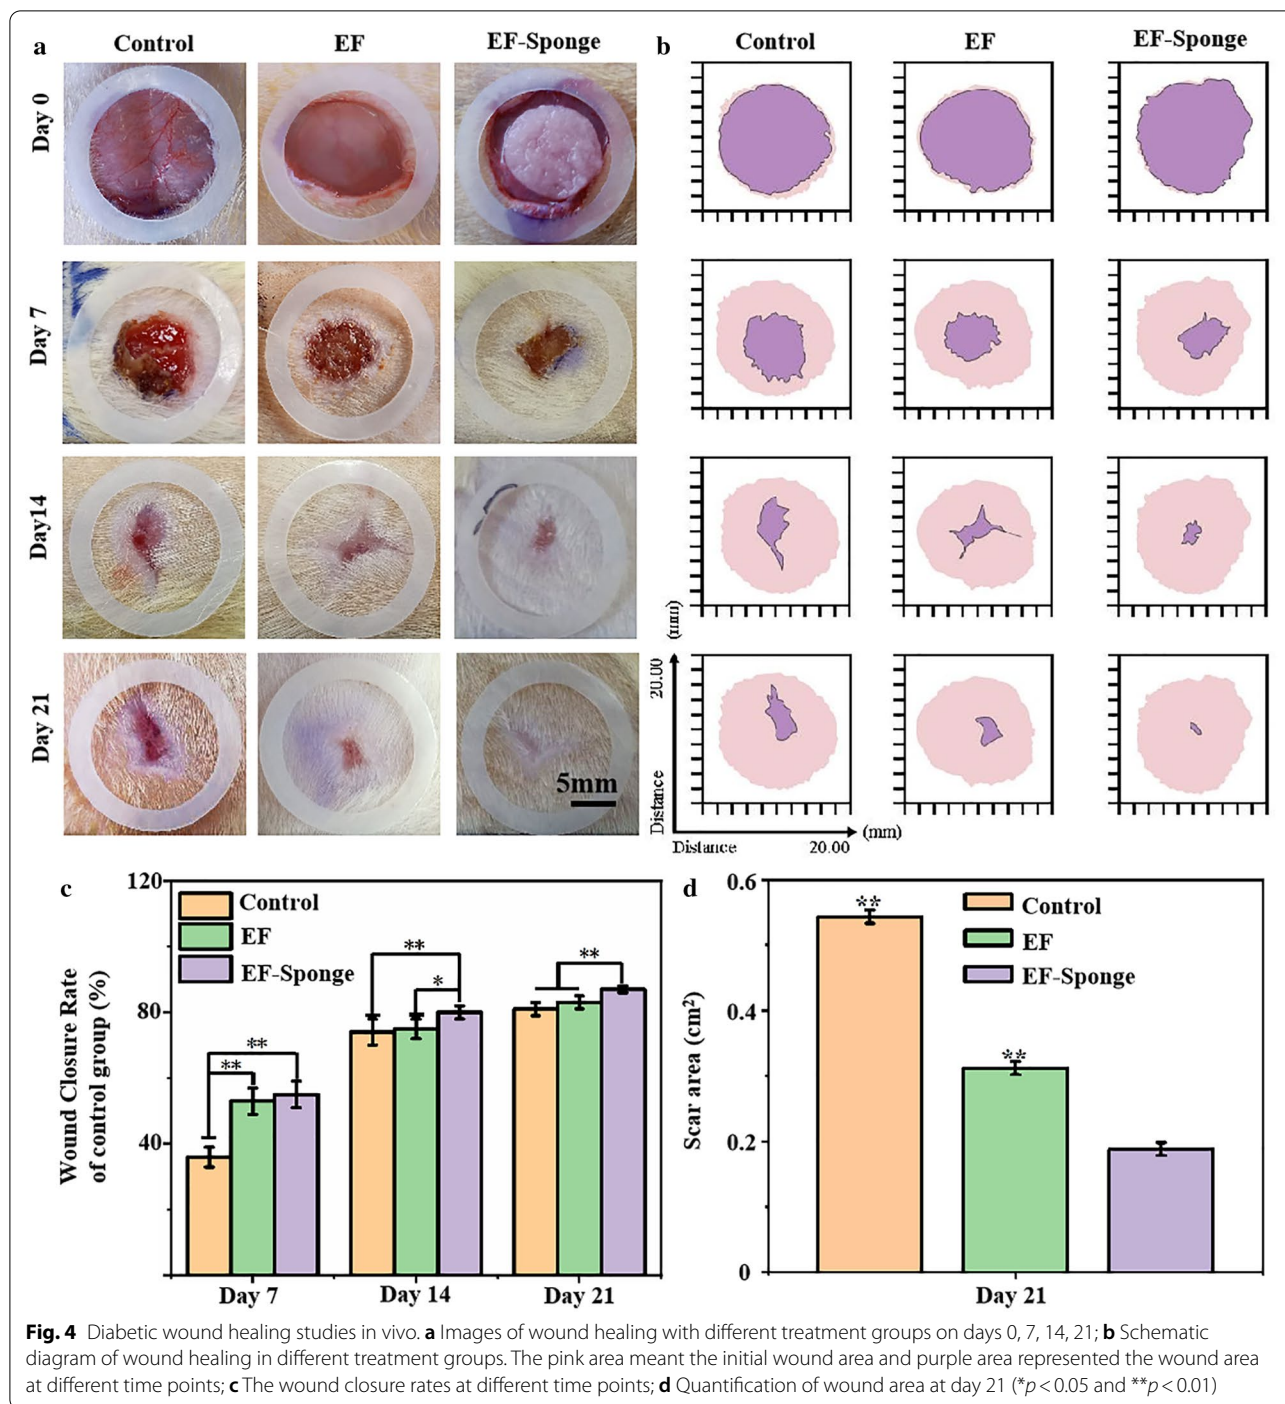 a
Control EF EF-Sponge
b
Control EF EF-Sponge
Day 0
Day 7
Day14
Day 21
5mm
(mm)
20.00
Distance
Distance 20.00
(mm)
c
120
80
40
Wound Closure Rate
of control group (%)
Control
EF
EF-Sponge
** **
** *
**
Day 7 Day 14 Day 21
d
0.6
0.4
0.2
0
Scar area (cm²)
Control
EF
EF-Sponge
**
**
Day 21
Fig. 4 Diabetic wound healing studies in vivo. a Images of wound healing with different treatment groups on days 0, 7, 14, 21; b Schematic
diagram of wound healing in different treatment groups. The pink area meant the initial wound area and purple area represented the wound area
at different time points; c The wound closure rates at different time points; d Quantification of wound area at day 21 (*p < 0.05 and **p < 0.01)